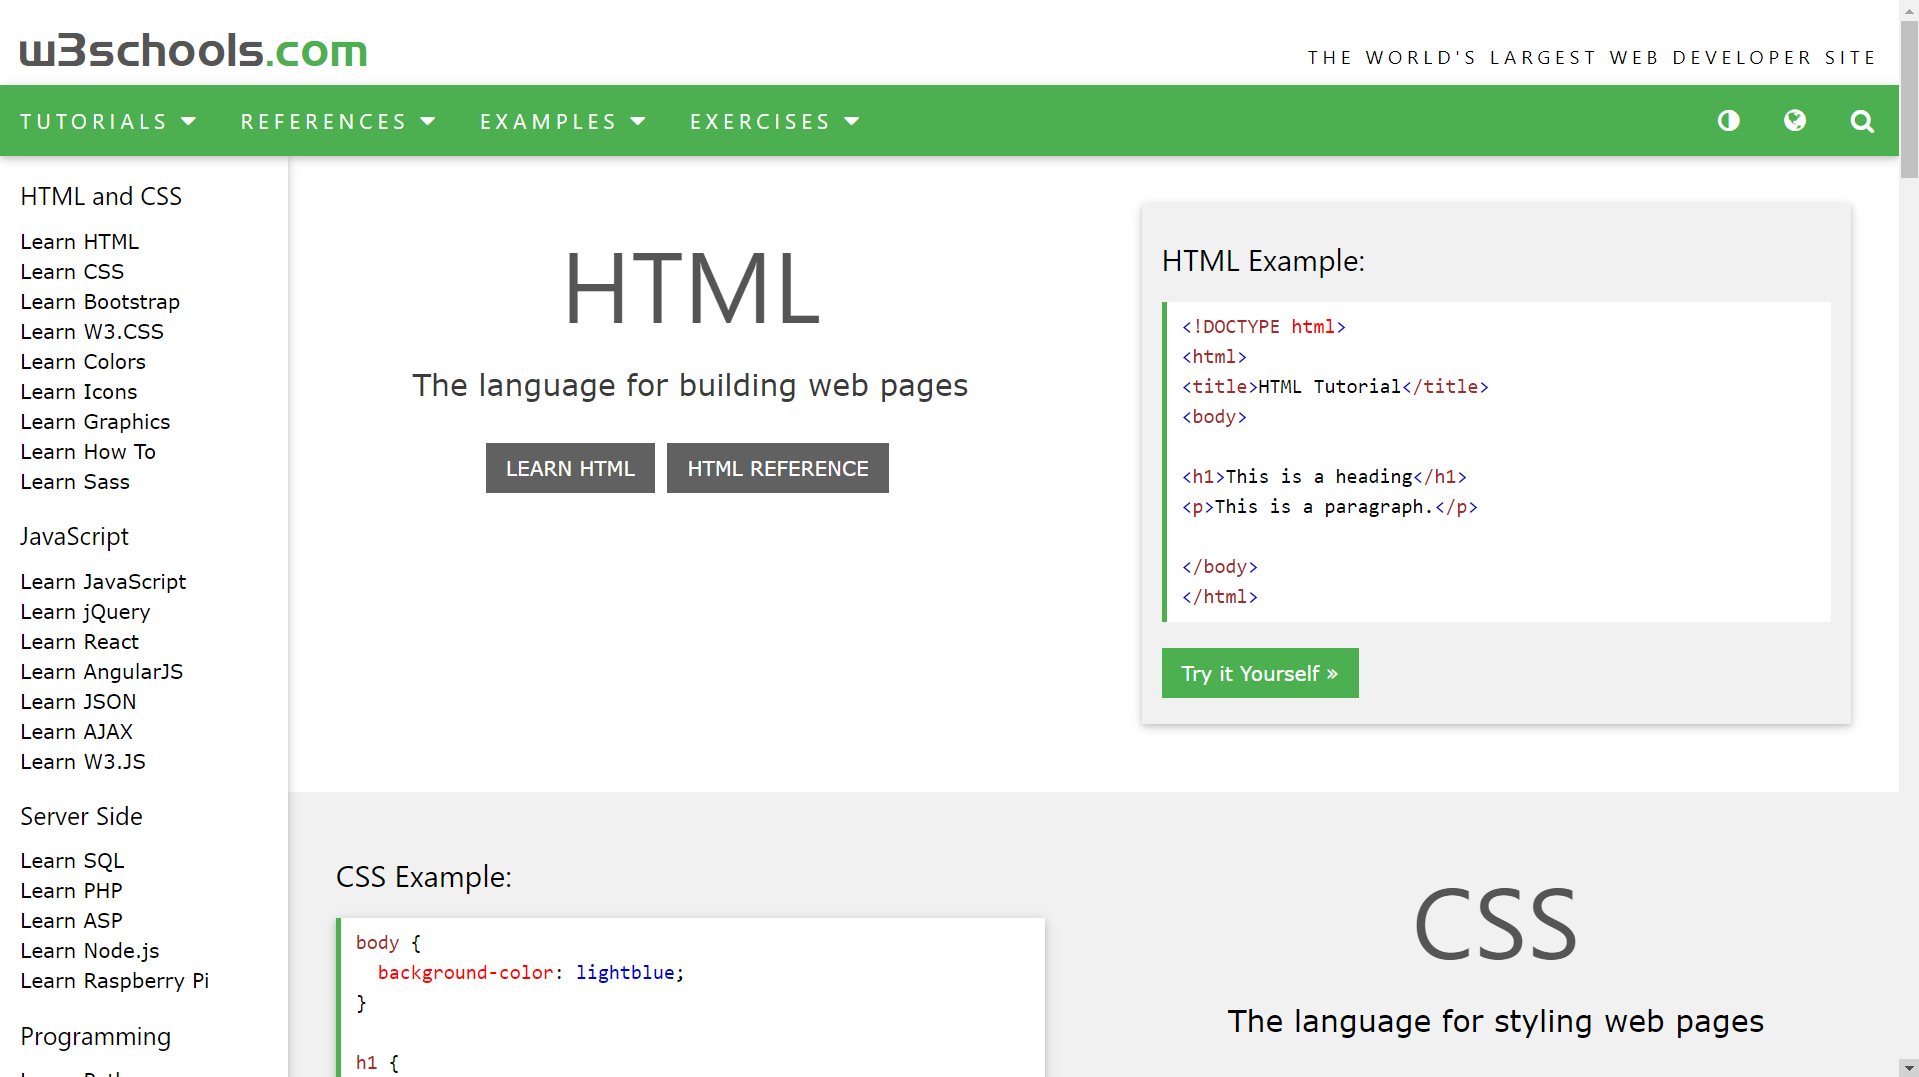 w3schools.com
THE WORLD'S LARGEST WEB DEVELOPER SITE
TUTORIALS REFERENCES EXAMPLES EXERCISES
HTML and CSS
Learn HTML
Learn CSS
Learn Bootstrap
Learn W3.CSS
Learn Colors
Learn Icons
Learn Graphics
Learn How To
Learn Sass
JavaScript
Learn JavaScript
Learn jQuery
Learn React
Learn AngularJS
Learn JSON
Learn AJAX
Learn W3.JS
Server Side
Learn SQL
Learn PHP
Learn ASP
Learn Node.js
Learn Raspberry Pi
Programming
HTML
The language for building web pages
LEARN HTML HTML REFERENCE
HTML Example:
<!DOCTYPE html>
<html>
<title>HTML Tutorial</title>
<body>
<h1>This is a heading</h1>
<p>This is a paragraph.</p>
</body>
</html>
Try it Yourself »
CSS Example:
body {
background-color: lightblue;
}
h1 {
CSS
The language for styling web pages